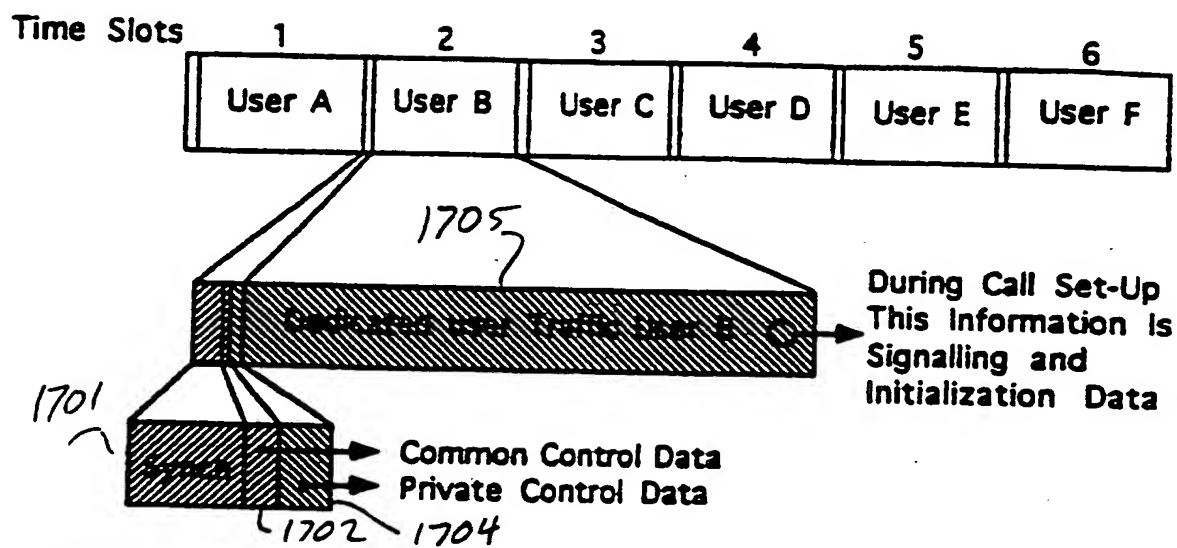 Time Slots 1 2 3 4 5 6
User A User B User C User D User E User F
1705
Dedicated User Traffic User B
During Call Set-Up
This Information Is
Signalling and
Initialization Data
1701
Synch
Common Control Data
Private Control Data
1702 1704